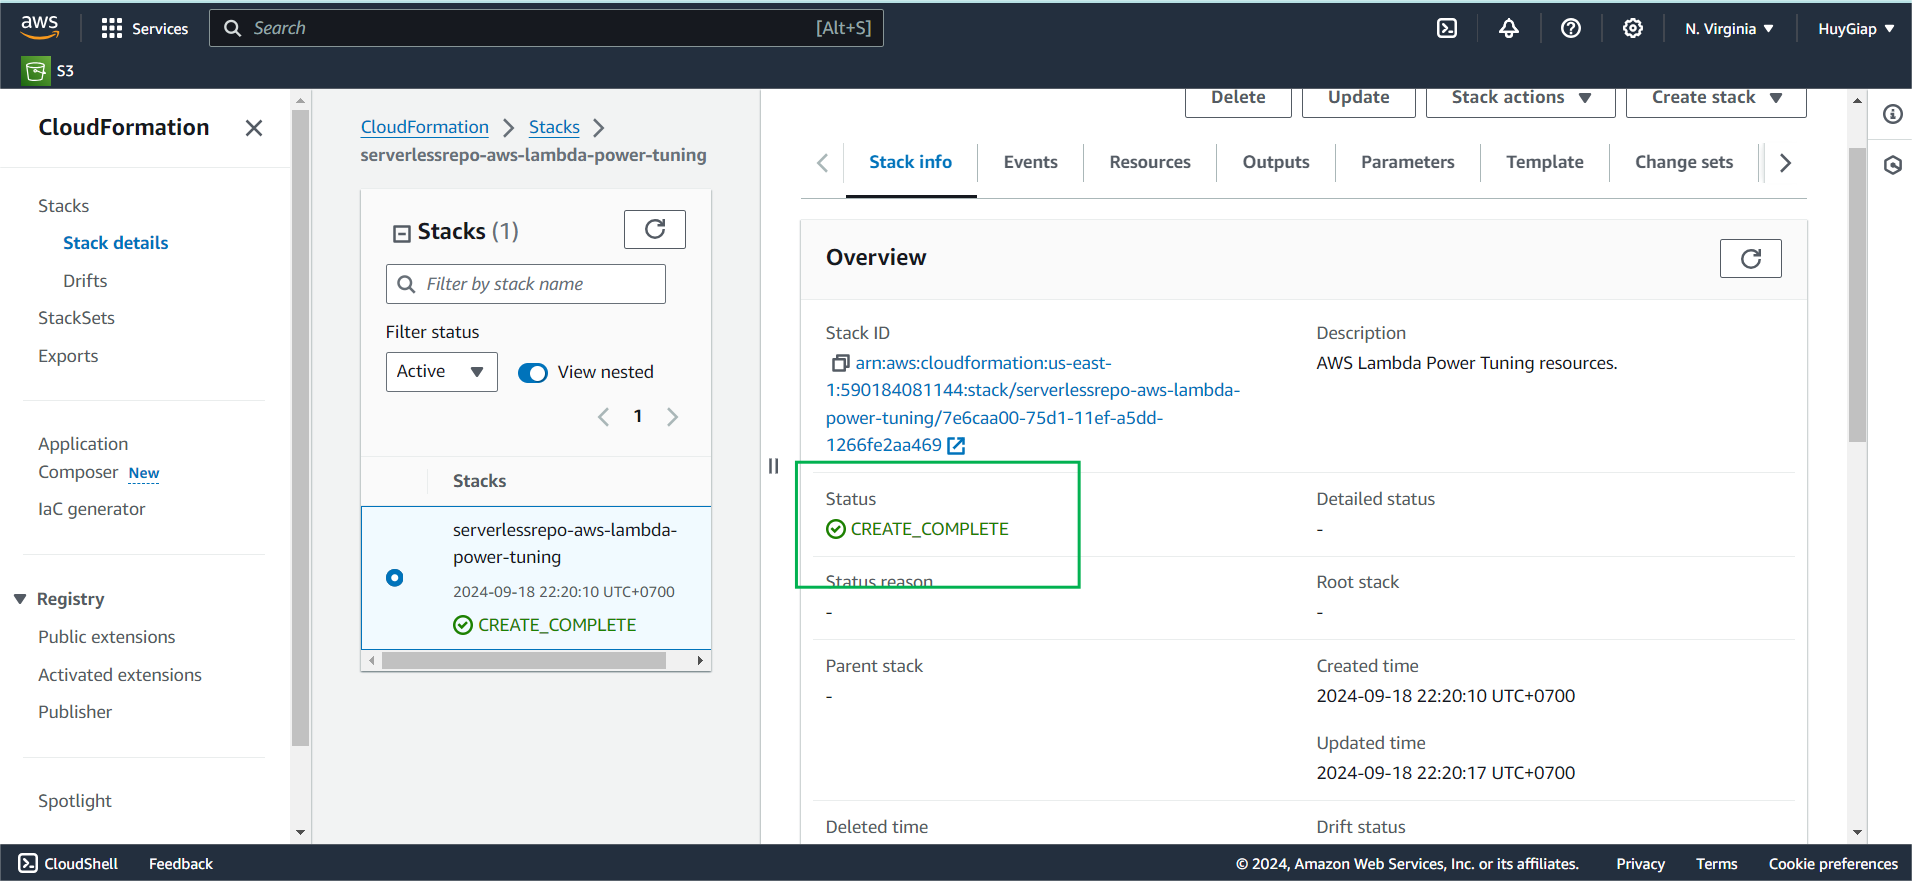 aws
Services
Search
[Alt+S]
N. Virginia
HuyGiap
S3
CloudFormation
Stacks
Stack details
Drifts
StackSets
Exports
Application
Composer New
IaC generator
Registry
Public extensions
Activated extensions
Publisher
Spotlight
CloudFormation
Stacks
serverlessrepo-aws-lambda-power-tuning
Stacks (1)
Filter by stack name
Filter status
Active
View nested
1
Stacks
serverlessrepo-aws-lambda-
power-tuning
2024-09-18 22:20:10 UTC+0700
CREATE_COMPLETE
Delete
Update
Stack actions
Create stack
Stack info
Events
Resources
Outputs
Parameters
Template
Change sets
Overview
Stack ID
arn:aws:cloudformation:us-east-
1:590184081144:stack/serverlessrepo-aws-lambda-
power-tuning/7e6caa00-75d1-11ef-a5dd-
1266fe2aa469
Description
AWS Lambda Power Tuning resources.
Status
CREATE_COMPLETE
Detailed status
-
Status reason
-
Root stack
-
Parent stack
-
Created time
2024-09-18 22:20:10 UTC+0700
Updated time
2024-09-18 22:20:17 UTC+0700
Deleted time
Drift status
CloudShell
Feedback
© 2024, Amazon Web Services, Inc. or its affiliates.
Privacy
Terms
Cookie preferences